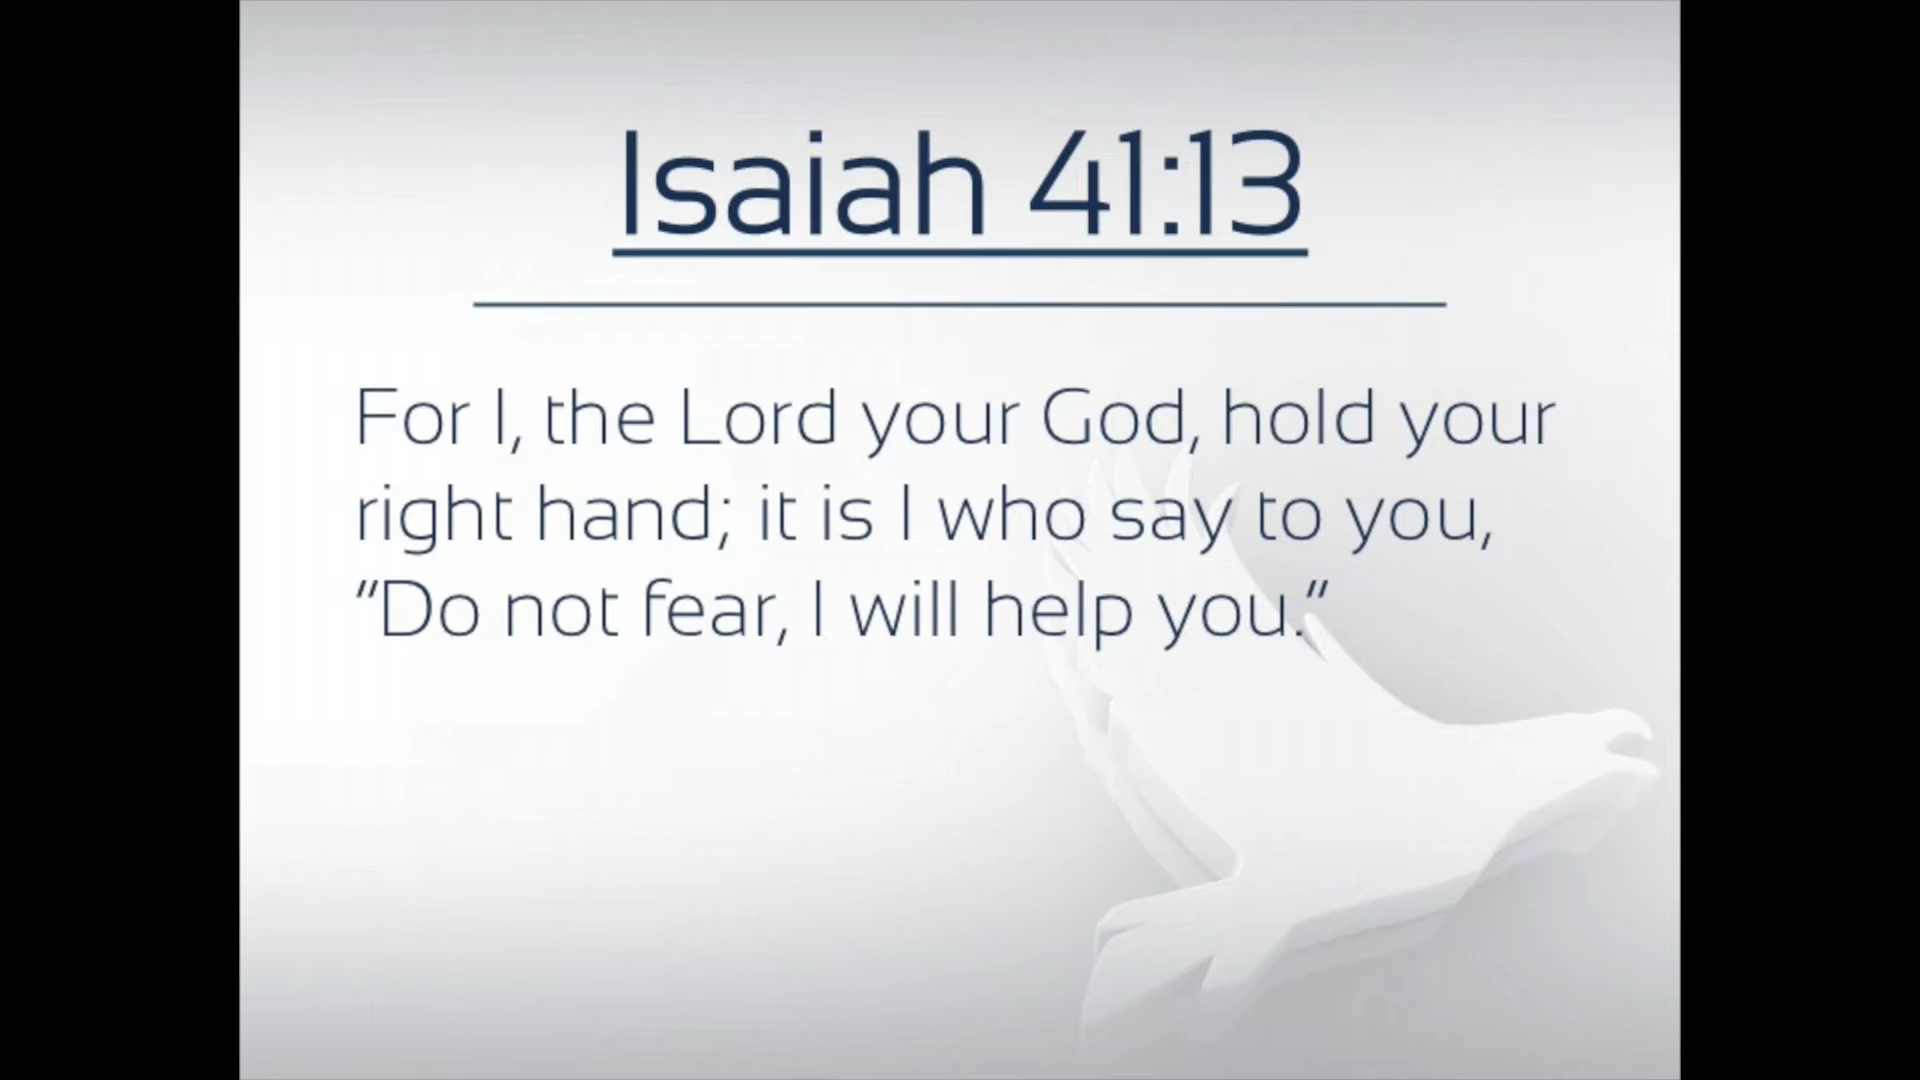 Isaiah 41:13
For I, the Lord your God, hold your
right hand; it is I who say to you,
“Do not fear, I will help you.”